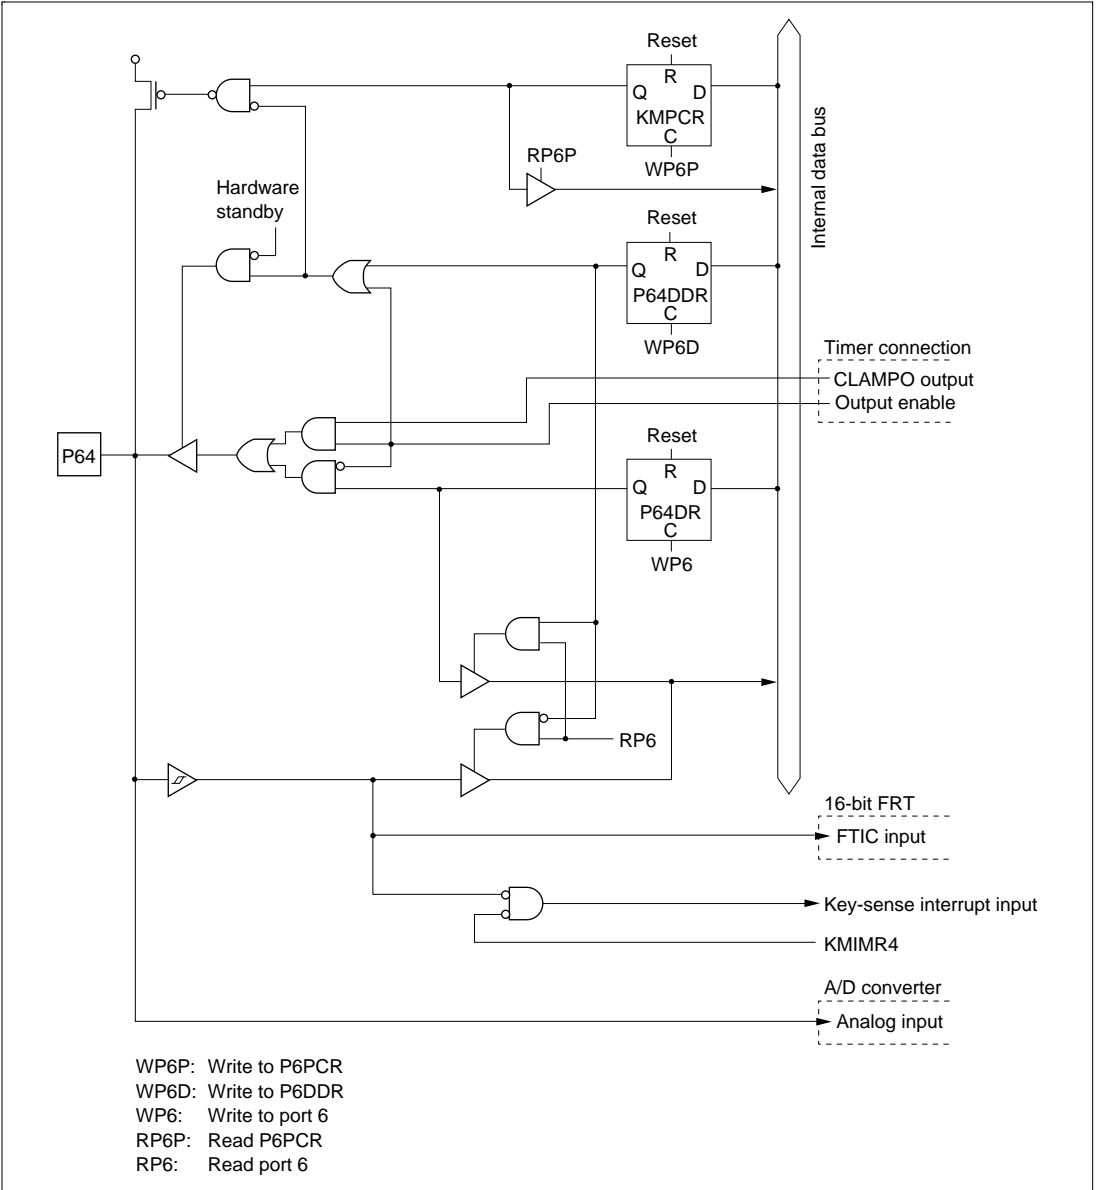 Reset
R
Q D
KMPCR
C
WP6P
RP6P
Internal data bus
Hardware
standby
Reset
R
Q D
P64DDR
C
WP6D
Timer connection
CLAMPO output
Output enable
P64
Reset
R
Q D
P64DR
C
WP6
RP6
16-bit FRT
FTIC input
Key-sense interrupt input
KMIMR4
A/D converter
Analog input
WP6P: Write to P6PCR
WP6D: Write to P6DDR
WP6: Write to port 6
RP6P: Read P6PCR
RP6: Read port 6